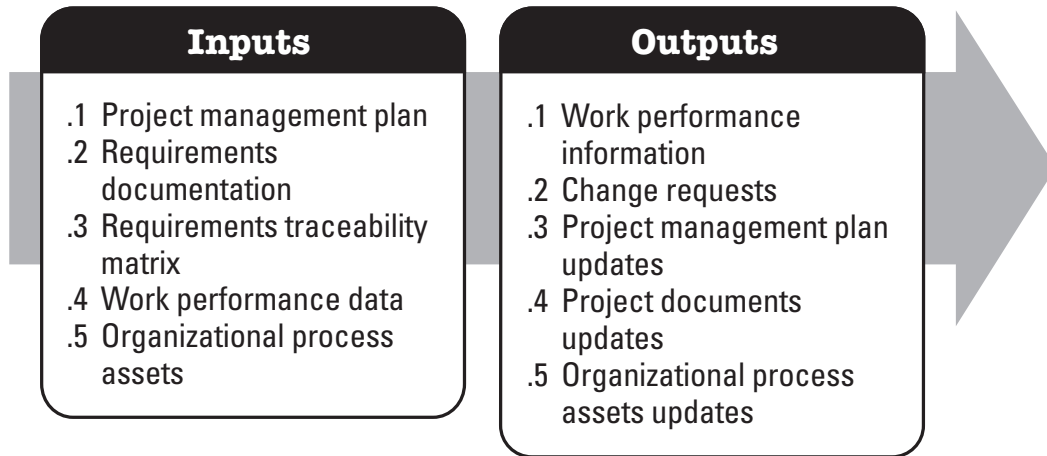 Inputs
.1 Project management plan
.2 Requirements
documentation
.3 Requirements traceability
matrix
.4 Work performance data
.5 Organizational process
assets
Outputs
.1 Work performance
information
.2 Change requests
.3 Project management plan
updates
.4 Project documents
updates
.5 Organizational process
assets updates